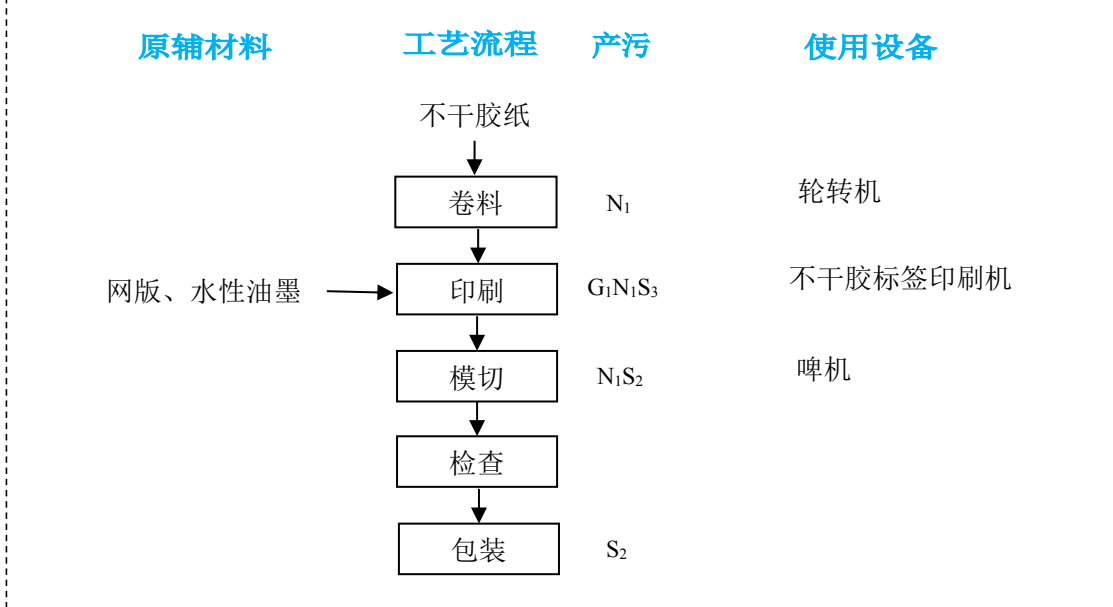 原辅材料 工艺流程 产污 使用设备
不干胶纸
卷料 N₁ 轮转机
网版、水性油墨 印刷 G₁N₁S₃ 不干胶标签印刷机
模切 N₁S₂ 啤机
检查
包装 S₂